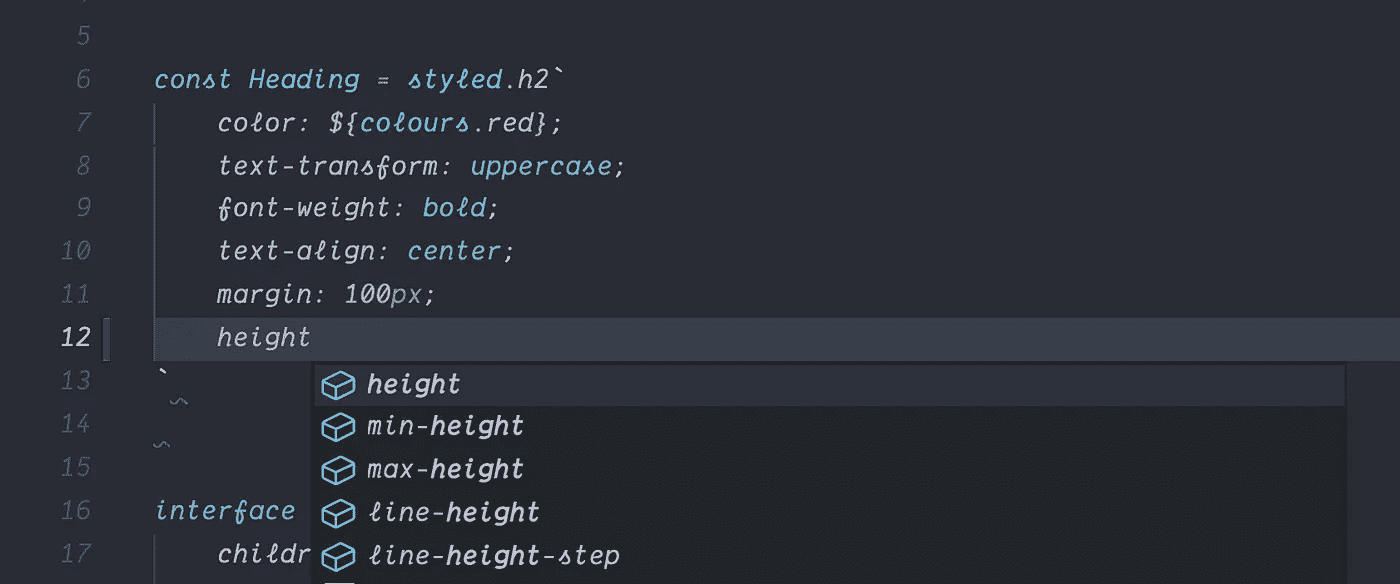 5
6 const Heading = styled.h2`
7 color: ${colours.red};
8 text-transform: uppercase;
9 font-weight: bold;
10 text-align: center;
11 margin: 100px;
12 height
13 `
height
14
min-height
15
max-height
16 interface
line-height
17 childr
line-height-step